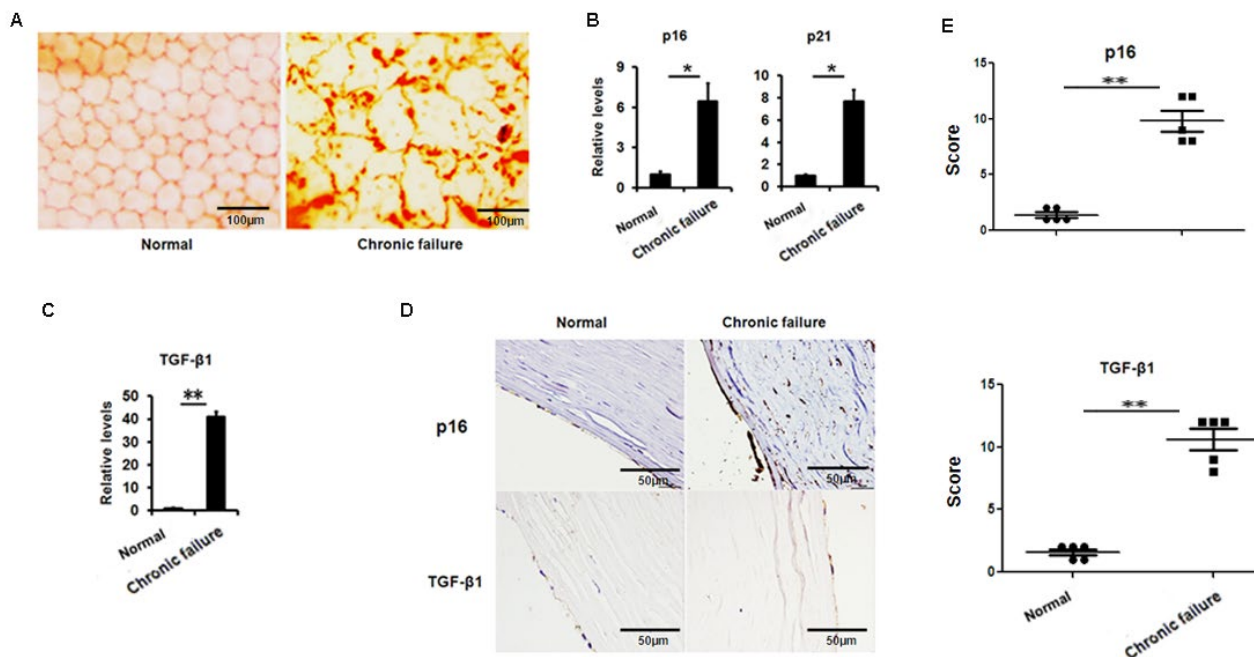 A
100μm
100μm
Normal
Chronic failure
B
p16
p21
*
*
Relative levels
9
6
3
0
10
8
6
4
2
0
Normal
Chronic failure
Normal
Chronic failure
E
p16
**
Score
15
10
5
0
C
TGF-β1
**
Relative levels
50
40
30
20
10
0
Normal
Chronic failure
D
Normal
Chronic failure
p16
50μm
50μm
TGF-β1
50μm
50μm
TGF-β1
**
Score
15
10
5
0
Normal
Chronic failure